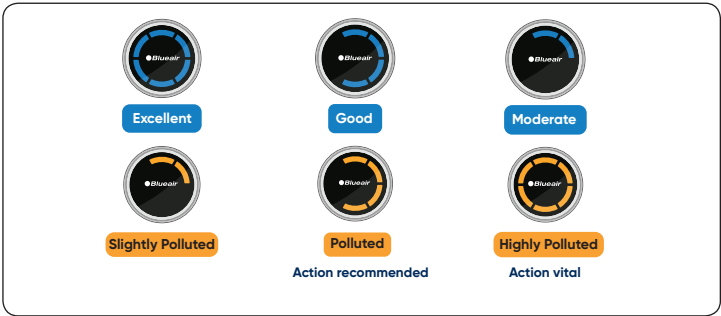 Blueair
Blueair
Blueair
Excellent
Good
Moderate
Blueair
Blueair
Blueair
Slightly Polluted
Polluted
Highly Polluted
Action recommended
Action vital